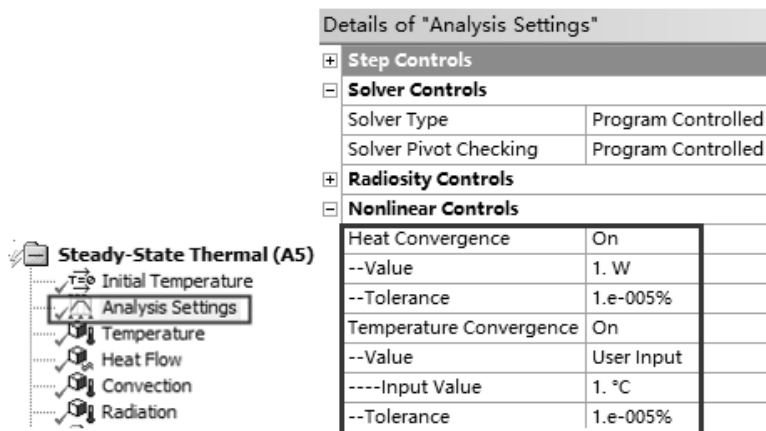 Details of "Analysis Settings"
Step Controls
Solver Controls
Solver Type Program Controlled
Solver Pivot Checking Program Controlled
Radiosity Controls
Nonlinear Controls
Heat Convergence On
--Value 1. W
--Tolerance 1.e-005%
Temperature Convergence On
--Value User Input
----Input Value 1. °C
--Tolerance 1.e-005%
Steady-State Thermal (A5)
Initial Temperature
Analysis Settings
Temperature
Heat Flow
Convection
Radiation